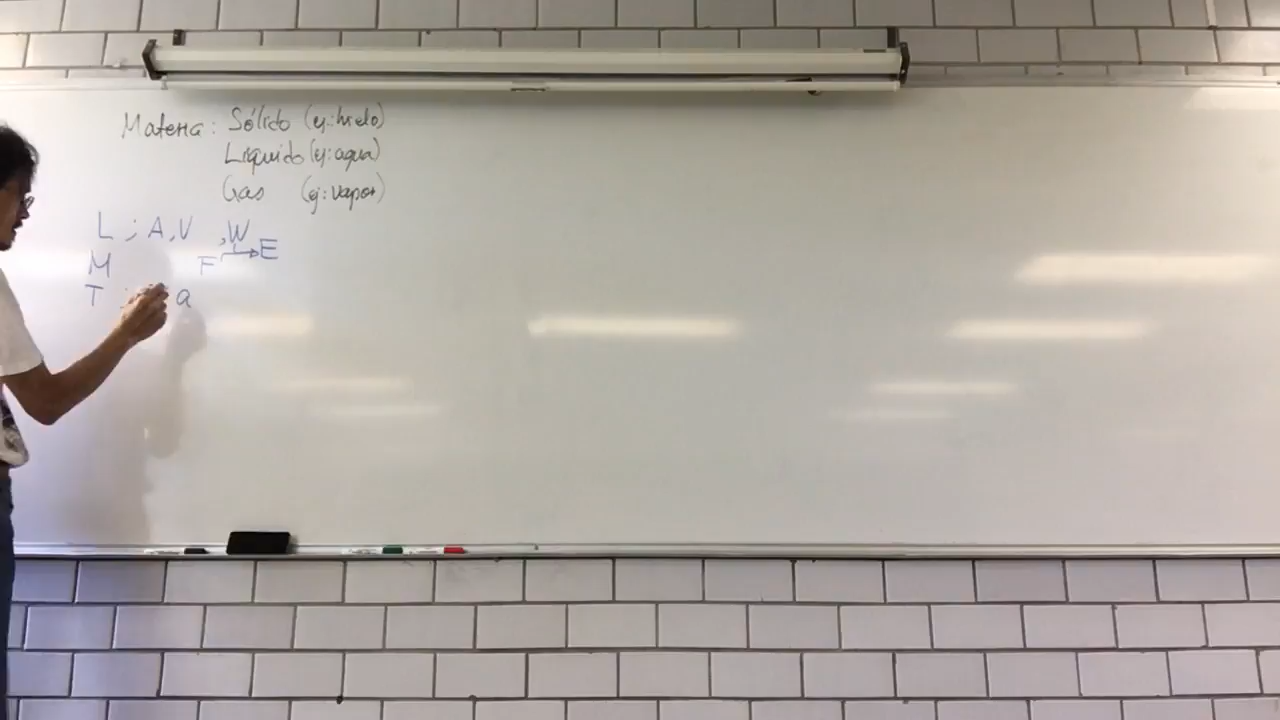 Materia: Sólido (ej: hielo)
Líquido (ej: agua)
Gas (ej: vapor)
L ; A, V , W
M F → E
T ; a